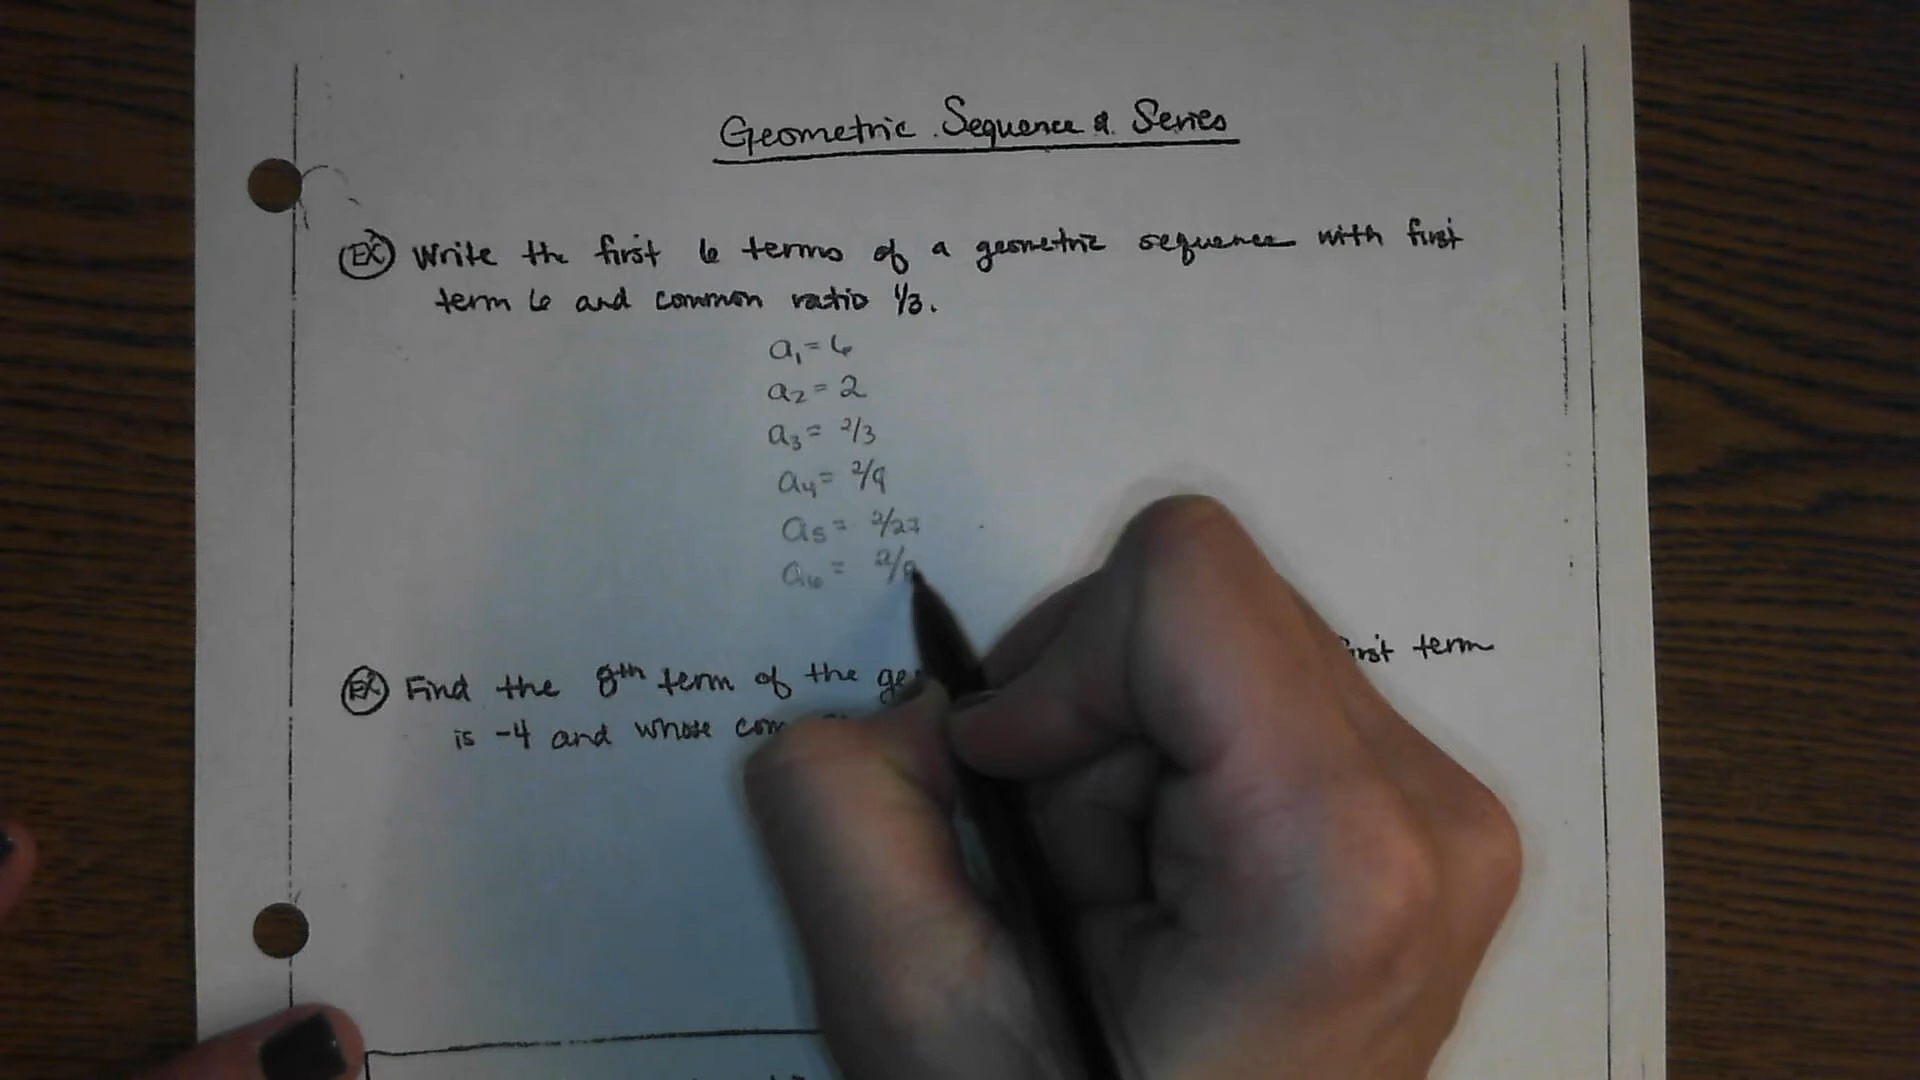 Geometric Sequence & Series
EX Write the first 6 terms of a geometric sequence with first
term 6 and common ratio 1/3.
a₁ = 6
a₂ = 2
a₃ = 2/3
a₄ = 2/9
a₅ = 2/27
a₆ = 2/
EX Find the 8th term of the term
is -4 and whose